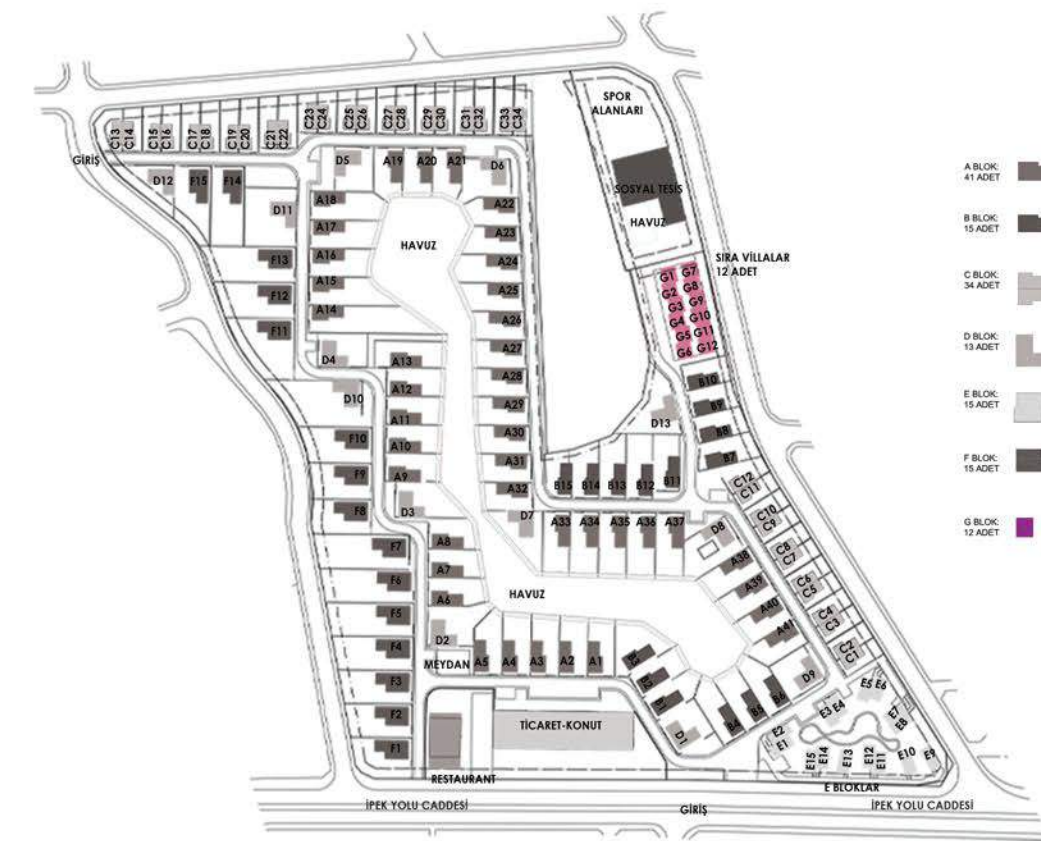 SPOR
ALANLARI
SOSYAL TESİS
HAVUZ
SIRA VİLLALAR
12 ADET
GİRİŞ
C13
C14
C15
C16
C17
C18
C19
C20
C21
C22
C23
C24
C25
C26
C27
C28
C29
C30
C31
C32
C33
C34
D12
F15
F14
D11
F13
F12
F11
D5
A19
A20
A21
D6
A18
A17
A16
A15
A14
HAVUZ
A22
A23
A24
A25
A26
A27
A28
A29
A30
A31
A32
D7
D4
A13
A12
A11
A10
A9
D3
D10
F10
F9
F8
F7
F6
F5
F4
F3
F2
F1
A8
A7
A6
D2
MEYDAN
A5
A4
A3
A2
A1
HAVUZ
G1
G7
G2
G8
G3
G9
G4
G10
G5
G11
G6
G12
B10
B9
B8
B7
D13
B15
B14
B13
B12
B11
A33
A34
A35
A36
A37
D8
A38
A39
A40
A41
D9
C12
C11
C10
C9
C8
C7
C6
C5
C4
C3
C2
C1
B3
B2
B1
D1
B4
B5
B6
E5
E6
E3
E4
E7
E8
E2
E1
E15
E14
E13
E12
E11
E10
E9
E BLOKLAR
TİCARET-KONUT
RESTAURANT
İPEK YOLU CADDESİ
GİRİŞ
İPEK YOLU CADDESİ
A BLOK:
41 ADET
B BLOK:
15 ADET
C BLOK:
34 ADET
D BLOK:
13 ADET
E BLOK:
15 ADET
F BLOK:
15 ADET
G BLOK:
12 ADET